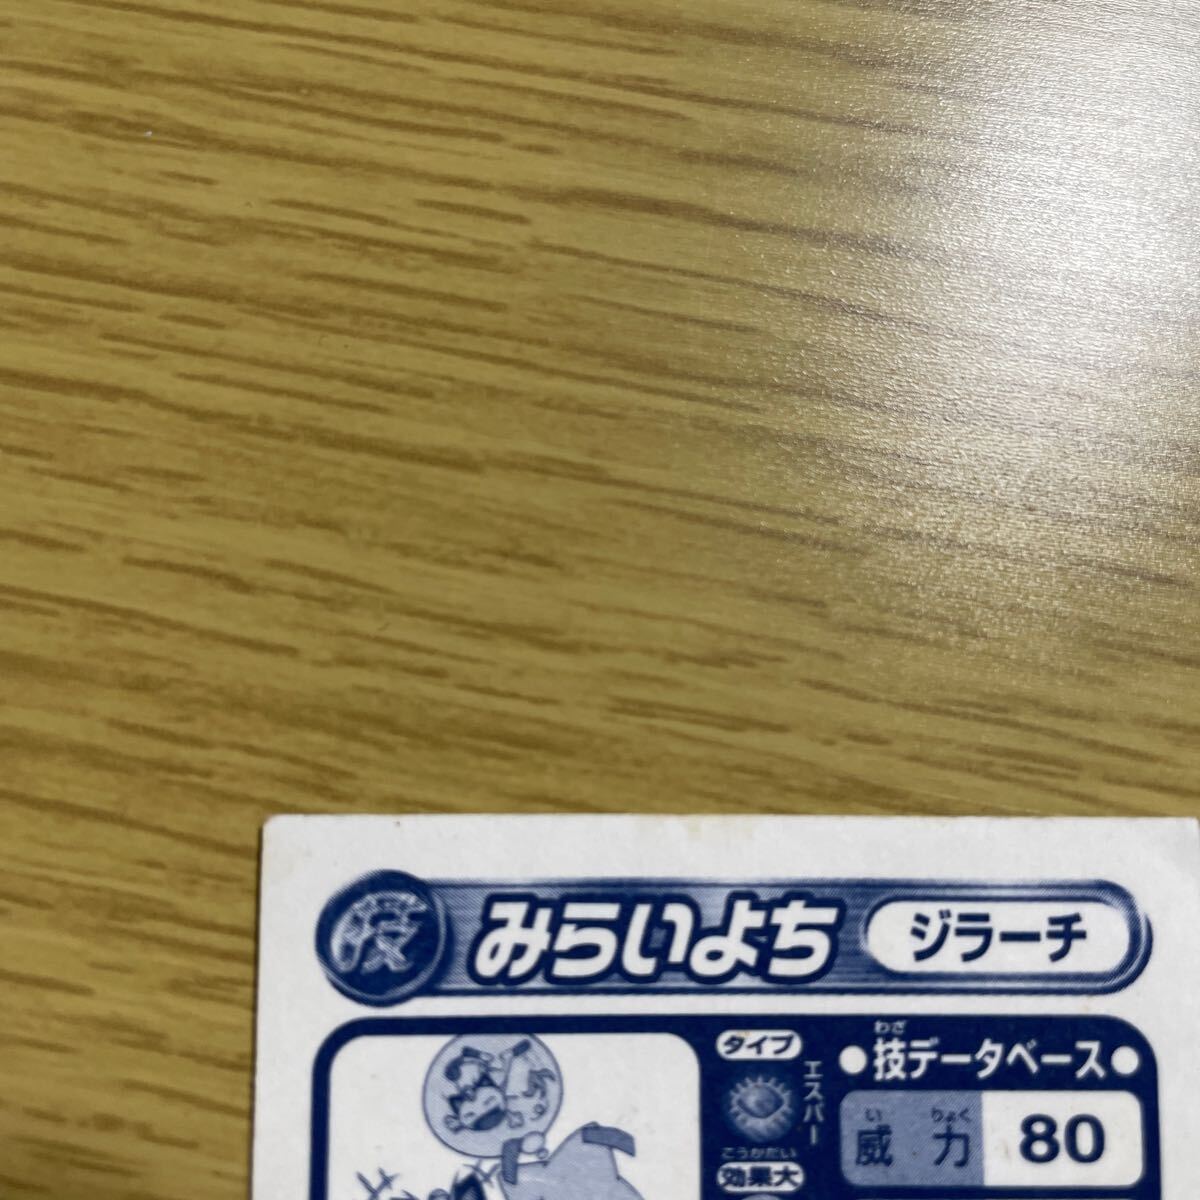 技 みらいよち ジラーチ
タイプ
エスパー
こうかだい
効果大
わざ
●技データベース●
いりょく
威力 80